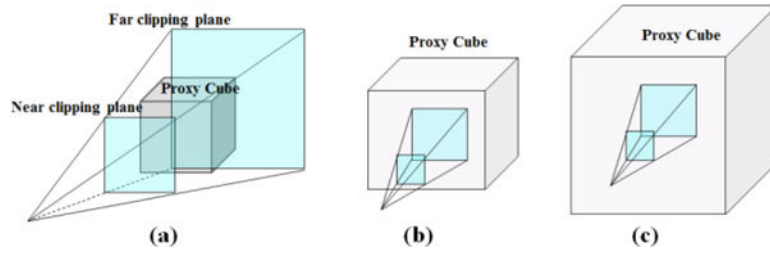 Far clipping plane
Proxy Cube
Near clipping plane
(a)
Proxy Cube
(b)
Proxy Cube
(c)